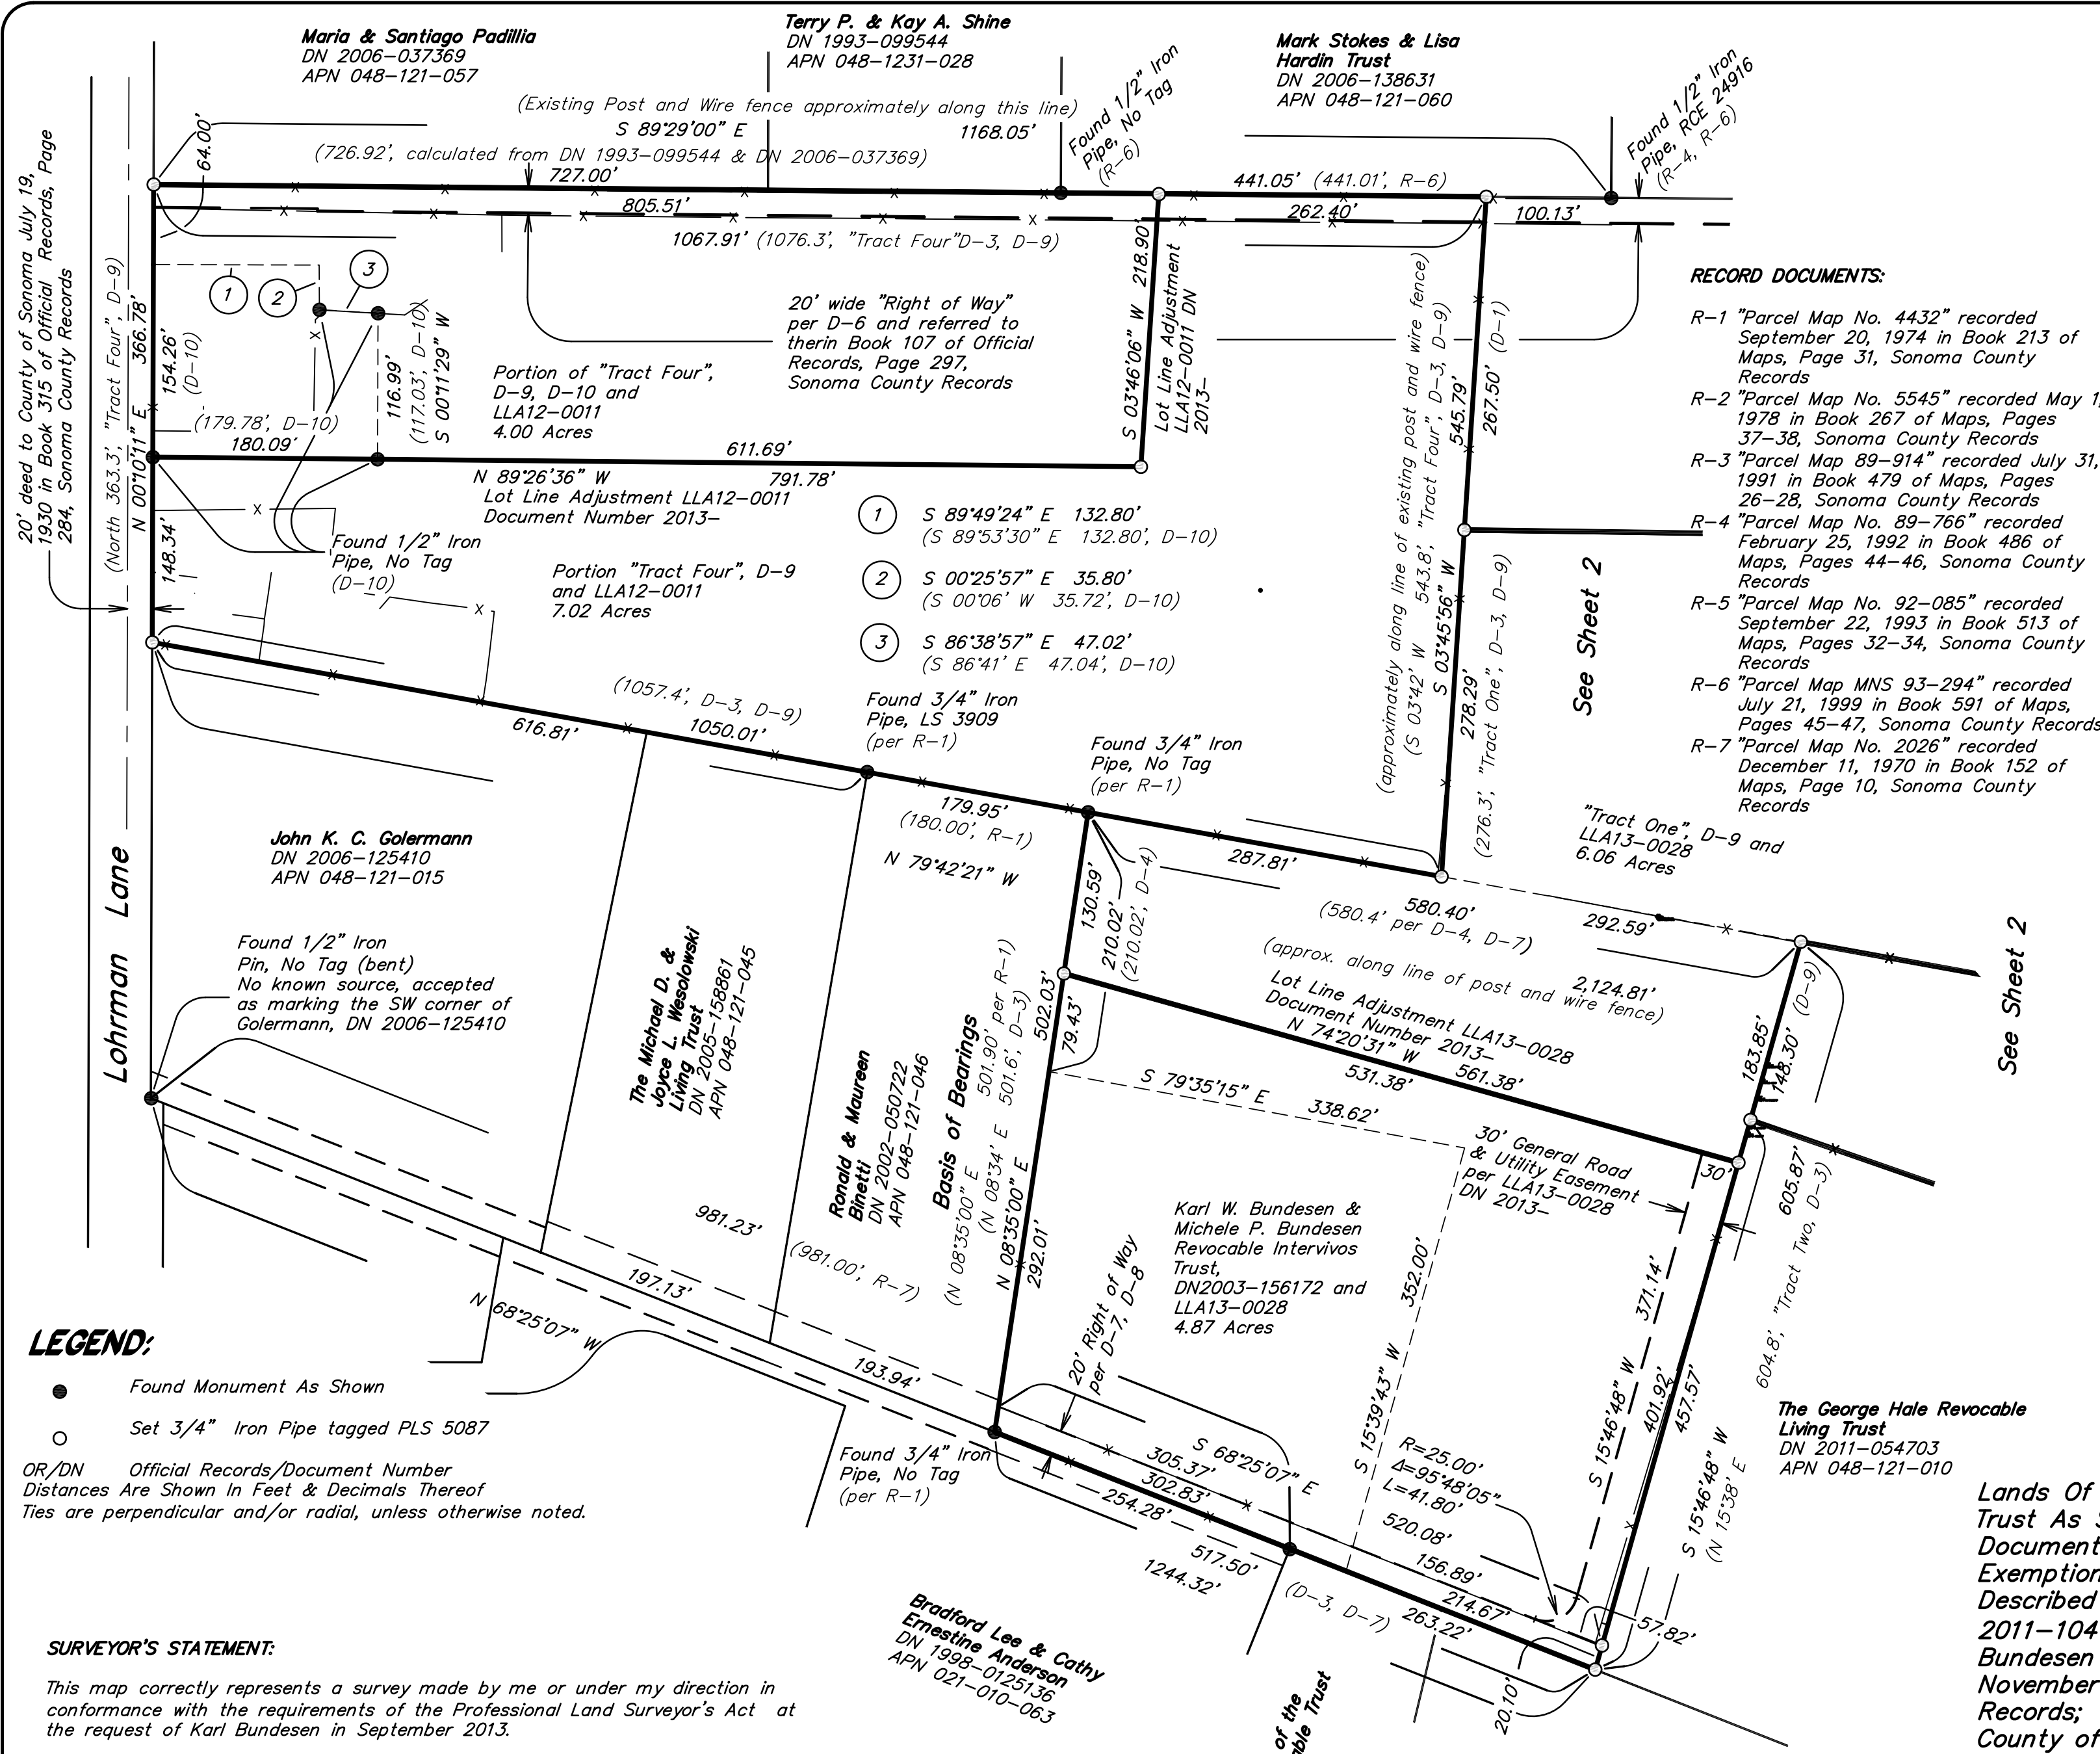 Maria & Santiago Padillia
DN 2006-037369
APN 048-121-057
Terry P. & Kay A. Shine
DN 1993-099544
APN 048-1231-028
Mark Stokes & Lisa
Hardin Trust
DN 2006-138631
APN 048-121-060
Found 1/2" Iron
Pipe, No Tag
(R-6)
Found 1/2" Iron
Pipe, RCE 24916
(R-4, R-6)
(Existing Post and Wire fence approximately along this line)
S 89°29'00" E
1168.05'
(726.92', calculated from DN 1993-099544 & DN 2006-037369)
727.00'
441.05' (441.01', R-6)
64.00'
805.51'
262.40'
100.13'
1067.91' (1076.3', "Tract Four"D-3, D-9)
20' deed to County of Sonoma July 19,
1930 in Book 315 of Official Records, Page
284, Sonoma County Records
(North 363.3', "Tract Four", D-9)
N 00°10'11" E 366.78'
154.26'
(D-10)
148.34'
1
2
3
(179.78', D-10)
180.09'
116.99'
(117.03', D-10)
S 00°11'29" W
Portion of "Tract Four",
D-9, D-10 and
LLA12-0011
4.00 Acres
20' wide "Right of Way"
per D-6 and referred to
therin Book 107 of Official
Records, Page 297,
Sonoma County Records
S 03°46'06" W 218.90'
Lot Line Adjustment
LLA12-0011 DN
2013-
611.69'
N 89°26'36" W
791.78'
Lot Line Adjustment LLA12-0011
Document Number 2013-
Found 1/2" Iron
Pipe, No Tag
(D-10)
Portion "Tract Four", D-9
and LLA12-0011
7.02 Acres
1 S 89°49'24" E 132.80'
(S 89°53'30" E 132.80', D-10)
2 S 00°25'57" E 35.80'
(S 00°06' W 35.72', D-10)
3 S 86°38'57" E 47.02'
(S 86°41' E 47.04', D-10)
(approximately along line of existing post and wire fence)
(S 03°42' W 543.8', "Tract Four", D-3, D-9)
S 03°45'56" W 545.79'
267.50' (D-1)
278.29'
(276.3', "Tract One", D-3, D-9)
See Sheet 2
RECORD DOCUMENTS:
R-1 "Parcel Map No. 4432" recorded
September 20, 1974 in Book 213 of
Maps, Page 31, Sonoma County
Records
R-2 "Parcel Map No. 5545" recorded May 1,
1978 in Book 267 of Maps, Pages
37-38, Sonoma County Records
R-3 "Parcel Map 89-914" recorded July 31,
1991 in Book 479 of Maps, Pages
26-28, Sonoma County Records
R-4 "Parcel Map No. 89-766" recorded
February 25, 1992 in Book 486 of
Maps, Pages 44-46, Sonoma County
Records
R-5 "Parcel Map No. 92-085" recorded
September 22, 1993 in Book 513 of
Maps, Pages 32-34, Sonoma County
Records
R-6 "Parcel Map MNS 93-294" recorded
July 21, 1999 in Book 591 of Maps,
Pages 45-47, Sonoma County Records
R-7 "Parcel Map No. 2026" recorded
December 11, 1970 in Book 152 of
Maps, Page 10, Sonoma County
Records
(1057.4', D-3, D-9)
616.81'
1050.01'
Found 3/4" Iron
Pipe, LS 3909
(per R-1)
Found 3/4" Iron
Pipe, No Tag
(per R-1)
179.95'
(180.00', R-1)
N 79°42'21" W
287.81'
"Tract One", D-9 and
LLA13-0028
6.06 Acres
580.40'
(580.4' per D-4, D-7)
292.59'
(approx. along line of post and wire fence)
2,124.81'
Lot Line Adjustment LLA13-0028
Document Number 2013-
N 74°20'31" W
531.38'
561.38'
130.59'
210.02'
(210.02', D-4)
502.03'
79.43'
183.85'
148.30' (D-9)
See Sheet 2
Lohrman Lane
John K. C. Golermann
DN 2006-125410
APN 048-121-015
Found 1/2" Iron
Pin, No Tag (bent)
No known source, accepted
as marking the SW corner of
Golermann, DN 2006-125410
The Michael D. &
Joyce L. Wesolowski
Living Trust
DN 2005-158861
APN 048-121-045
Ronald & Maureen
Binetti
DN 2002-050722
APN 048-121-046
Basis of Bearings
(N 08°35'00" E 501.90' per R-1)
(N 08°34' E 501.6', D-3)
N 08°35'00" E
292.01'
S 79°35'15" E 338.62'
30' General Road
& Utility Easement
per LLA13-0028
DN 2013-
30'
605.87'
604.8', "Tract Two, D-3)
Karl W. Bundesen &
Michele P. Bundesen
Revocable Intervivos
Trust,
DN2003-156172 and
LLA13-0028
4.87 Acres
20' Right of Way
per D-7, D-8
S 15°39'43" W 352.00'
S 15°46'48" W 371.14'
401.92'
457.57'
S 15°46'48" W
(N 15°38' E
981.23'
(981.00', R-7)
197.13'
N 68°25'07" W
193.94'
Found 3/4" Iron
Pipe, No Tag
(per R-1)
S 68°25'07" E
305.37'
302.83'
254.28'
517.50'
1244.32'
(D-3, D-7)
R=25.00'
Δ=95°48'05"
L=41.80'
520.08'
156.89'
214.67'
263.22'
57.82'
20.10'
The George Hale Revocable
Living Trust
DN 2011-054703
APN 048-121-010
Bradford Lee & Cathy
Ernestine Anderson
DN 1998-0125136
APN 021-010-063
of the
able Trust
LEGEND:
Found Monument As Shown
Set 3/4" Iron Pipe tagged PLS 5087
OR/DN Official Records/Document Number
Distances Are Shown In Feet & Decimals Thereof
Ties are perpendicular and/or radial, unless otherwise noted.
SURVEYOR'S STATEMENT:
This map correctly represents a survey made by me or under my direction in
conformance with the requirements of the Professional Land Surveyor's Act at
the request of Karl Bundesen in September 2013.
Lands Of
Trust As S
Document
Exemption
Described
2011-104
Bundesen
November
Records;
County of